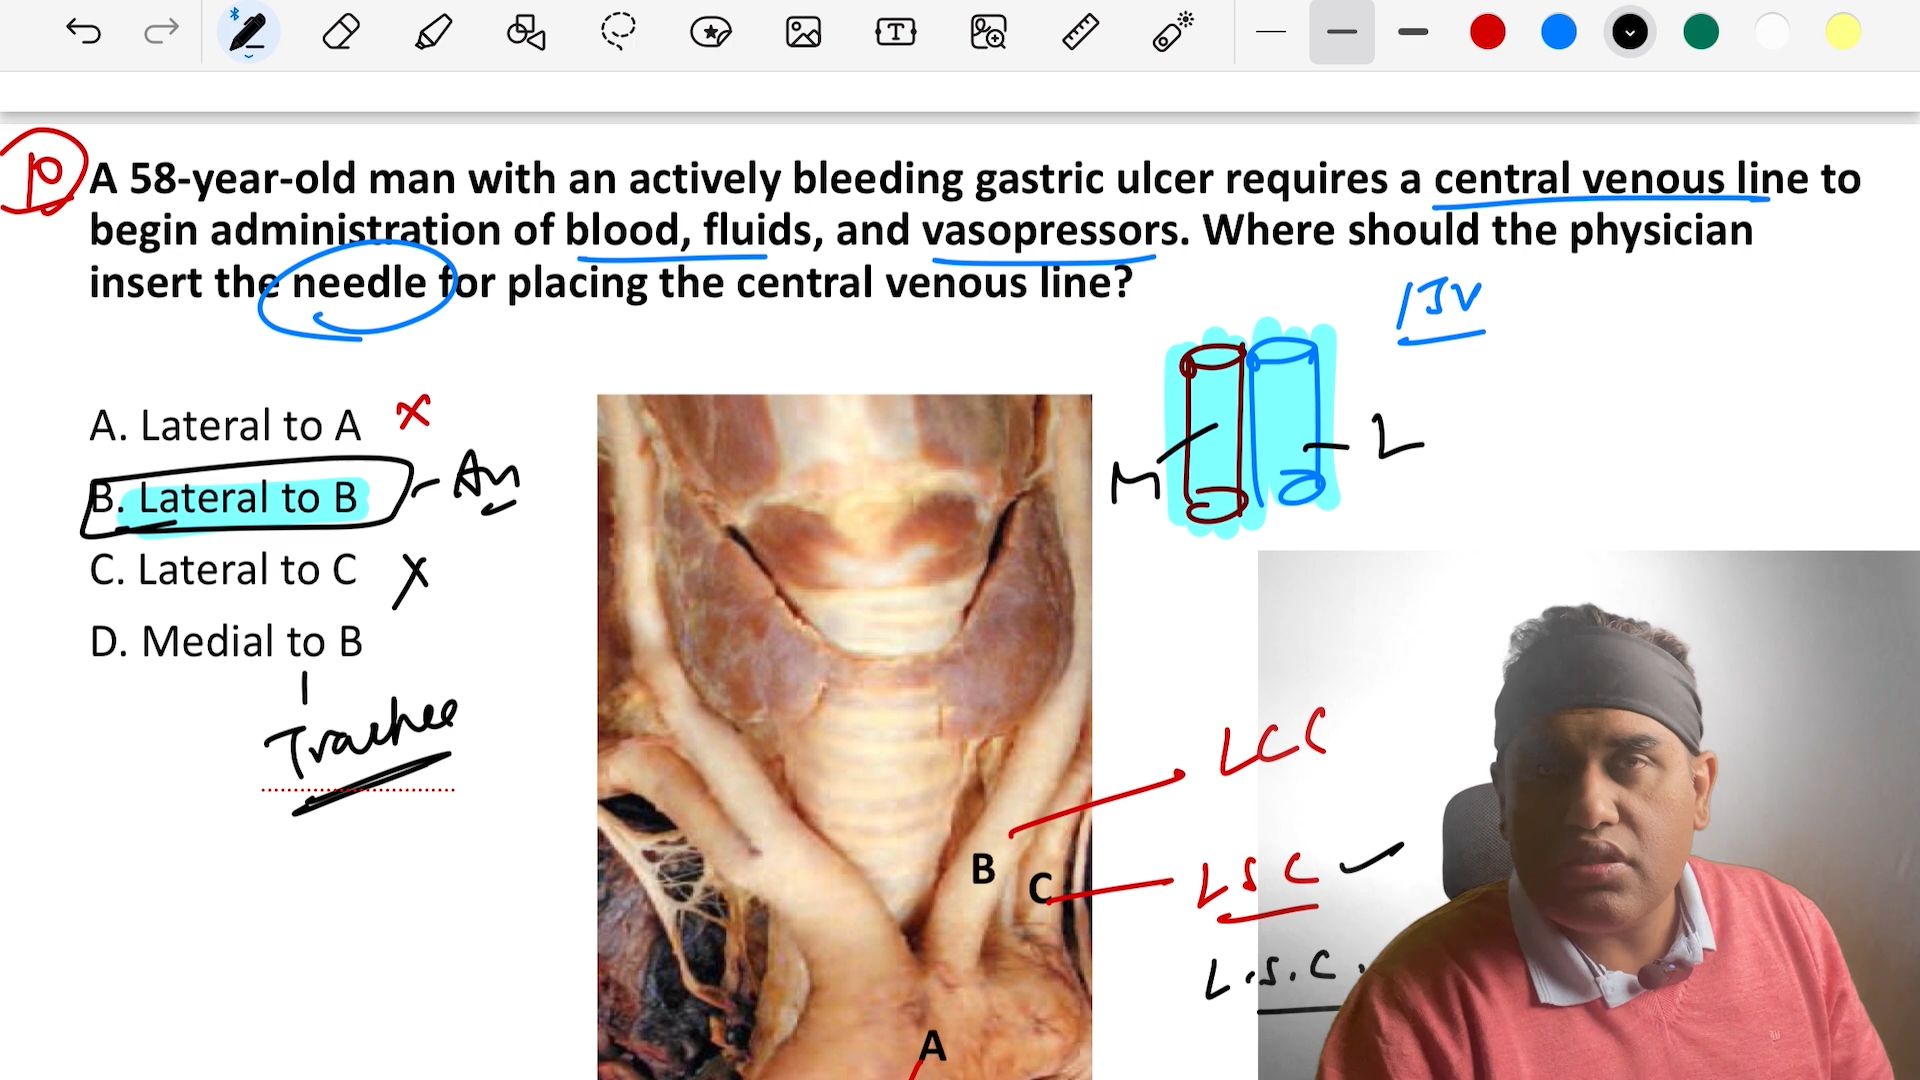 P
A 58-year-old man with an actively bleeding gastric ulcer requires a central venous line to
begin administration of blood, fluids, and vasopressors. Where should the physician
insert the needle for placing the central venous line?
IJV
A. Lateral to A
B. Lateral to B
An
C. Lateral to C
D. Medial to B
Trachea
M
L
LCC
B
C
LSC
L.S.C.
A